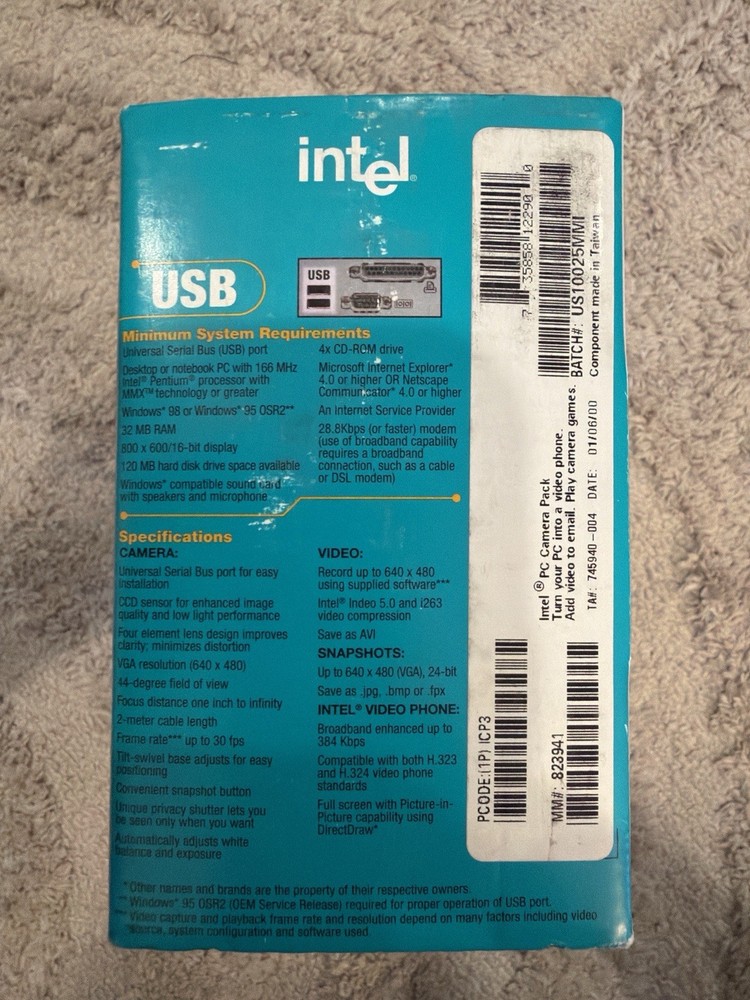 intel®
USB
USB
Minimum System Requirements
Universal Serial Bus (USB) port
Desktop or notebook PC with 166 MHz
Intel® Pentium® processor with
MMX™ technology or greater
Windows* 98 or Windows* 95 OSR2**
32 MB RAM
800 x 600/16-bit display
120 MB hard disk drive space available
Windows* compatible sound card
with speakers and microphone
4x CD-ROM drive
Microsoft Internet Explorer*
4.0 or higher OR Netscape
Communicator* 4.0 or higher
An Internet Service Provider
28.8Kbps (or faster) modem
(use of broadband capability
requires a broadband
connection, such as a cable
or DSL modem)
Specifications
CAMERA:
Universal Serial Bus port for easy
installation
CCD sensor for enhanced image
quality and low light performance
Four element lens design improves
clarity; minimizes distortion
VGA resolution (640 x 480)
44-degree field of view
Focus distance one inch to infinity
2-meter cable length
Frame rate*** up to 30 fps
Tilt-swivel base adjusts for easy
positioning
Convenient snapshot button
Unique privacy shutter lets you
be seen only when you want
Automatically adjusts white
balance and exposure
VIDEO:
Record up to 640 x 480
using supplied software***
Intel® Indeo 5.0 and I263
video compression
Save as AVI
SNAPSHOTS:
Up to 640 x 480 (VGA), 24-bit
Save as .jpg, .bmp or .fpx
INTEL® VIDEO PHONE:
Broadband enhanced up to
384 Kbps
Compatible with both H.323
and H.324 video phone
standards
Full screen with Picture-in-
Picture capability using
DirectDraw*
* Other names and brands are the property of their respective owners.
** Windows* 95 OSR2 (OEM Service Release) required for proper operation of USB port.
*** Video capture and playback frame rate and resolution depend on many factors including video
source, system configuration and software used.
7 35858 12290 0
BATCH#: US10025MMI
Component made in Taiwan
Intel® PC Camera Pack
Turn your PC into a video phone.
Add video to email. Play camera games.
TA#: 745940-004 DATE: 01/06/00
PCODE:(1P) ICP3
MM#: 823941